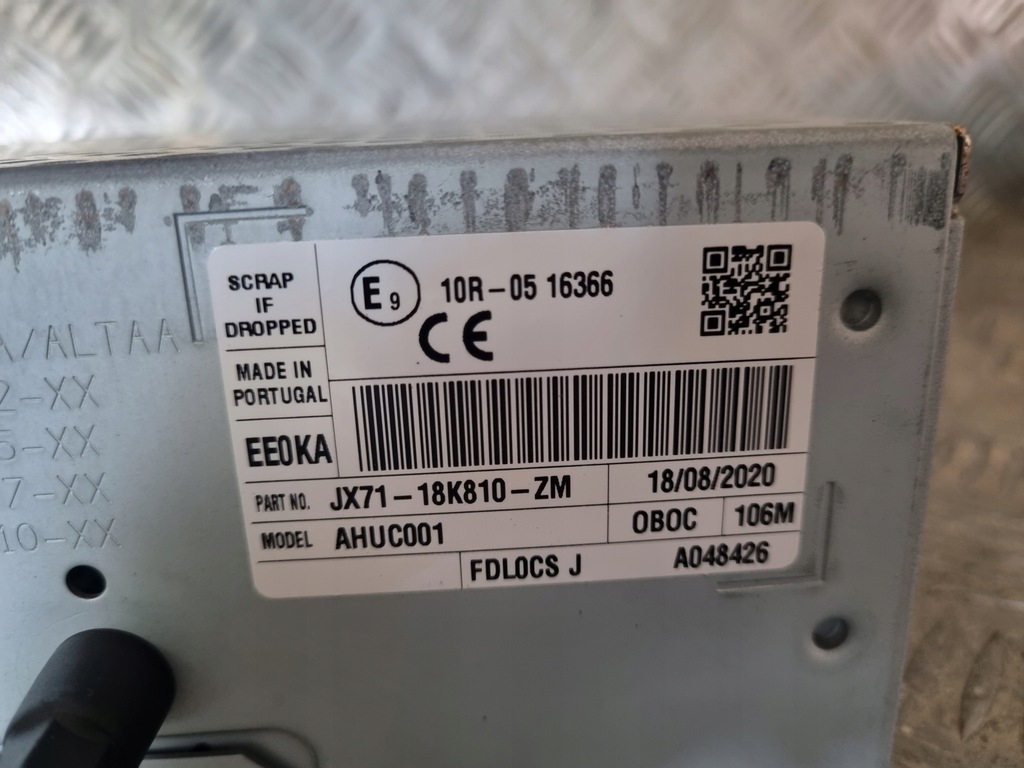 SCRAP
IF
DROPPED
E9 10R-05 16366
CE
MADE IN
PORTUGAL
EE0KA
PART NO. JX71-18K810-ZM 18/08/2020
MODEL AHUC001 OBOC 106M
FDLOCS J A048426
A/ALTAA
2-XX
5-XX
7-XX
10-XX